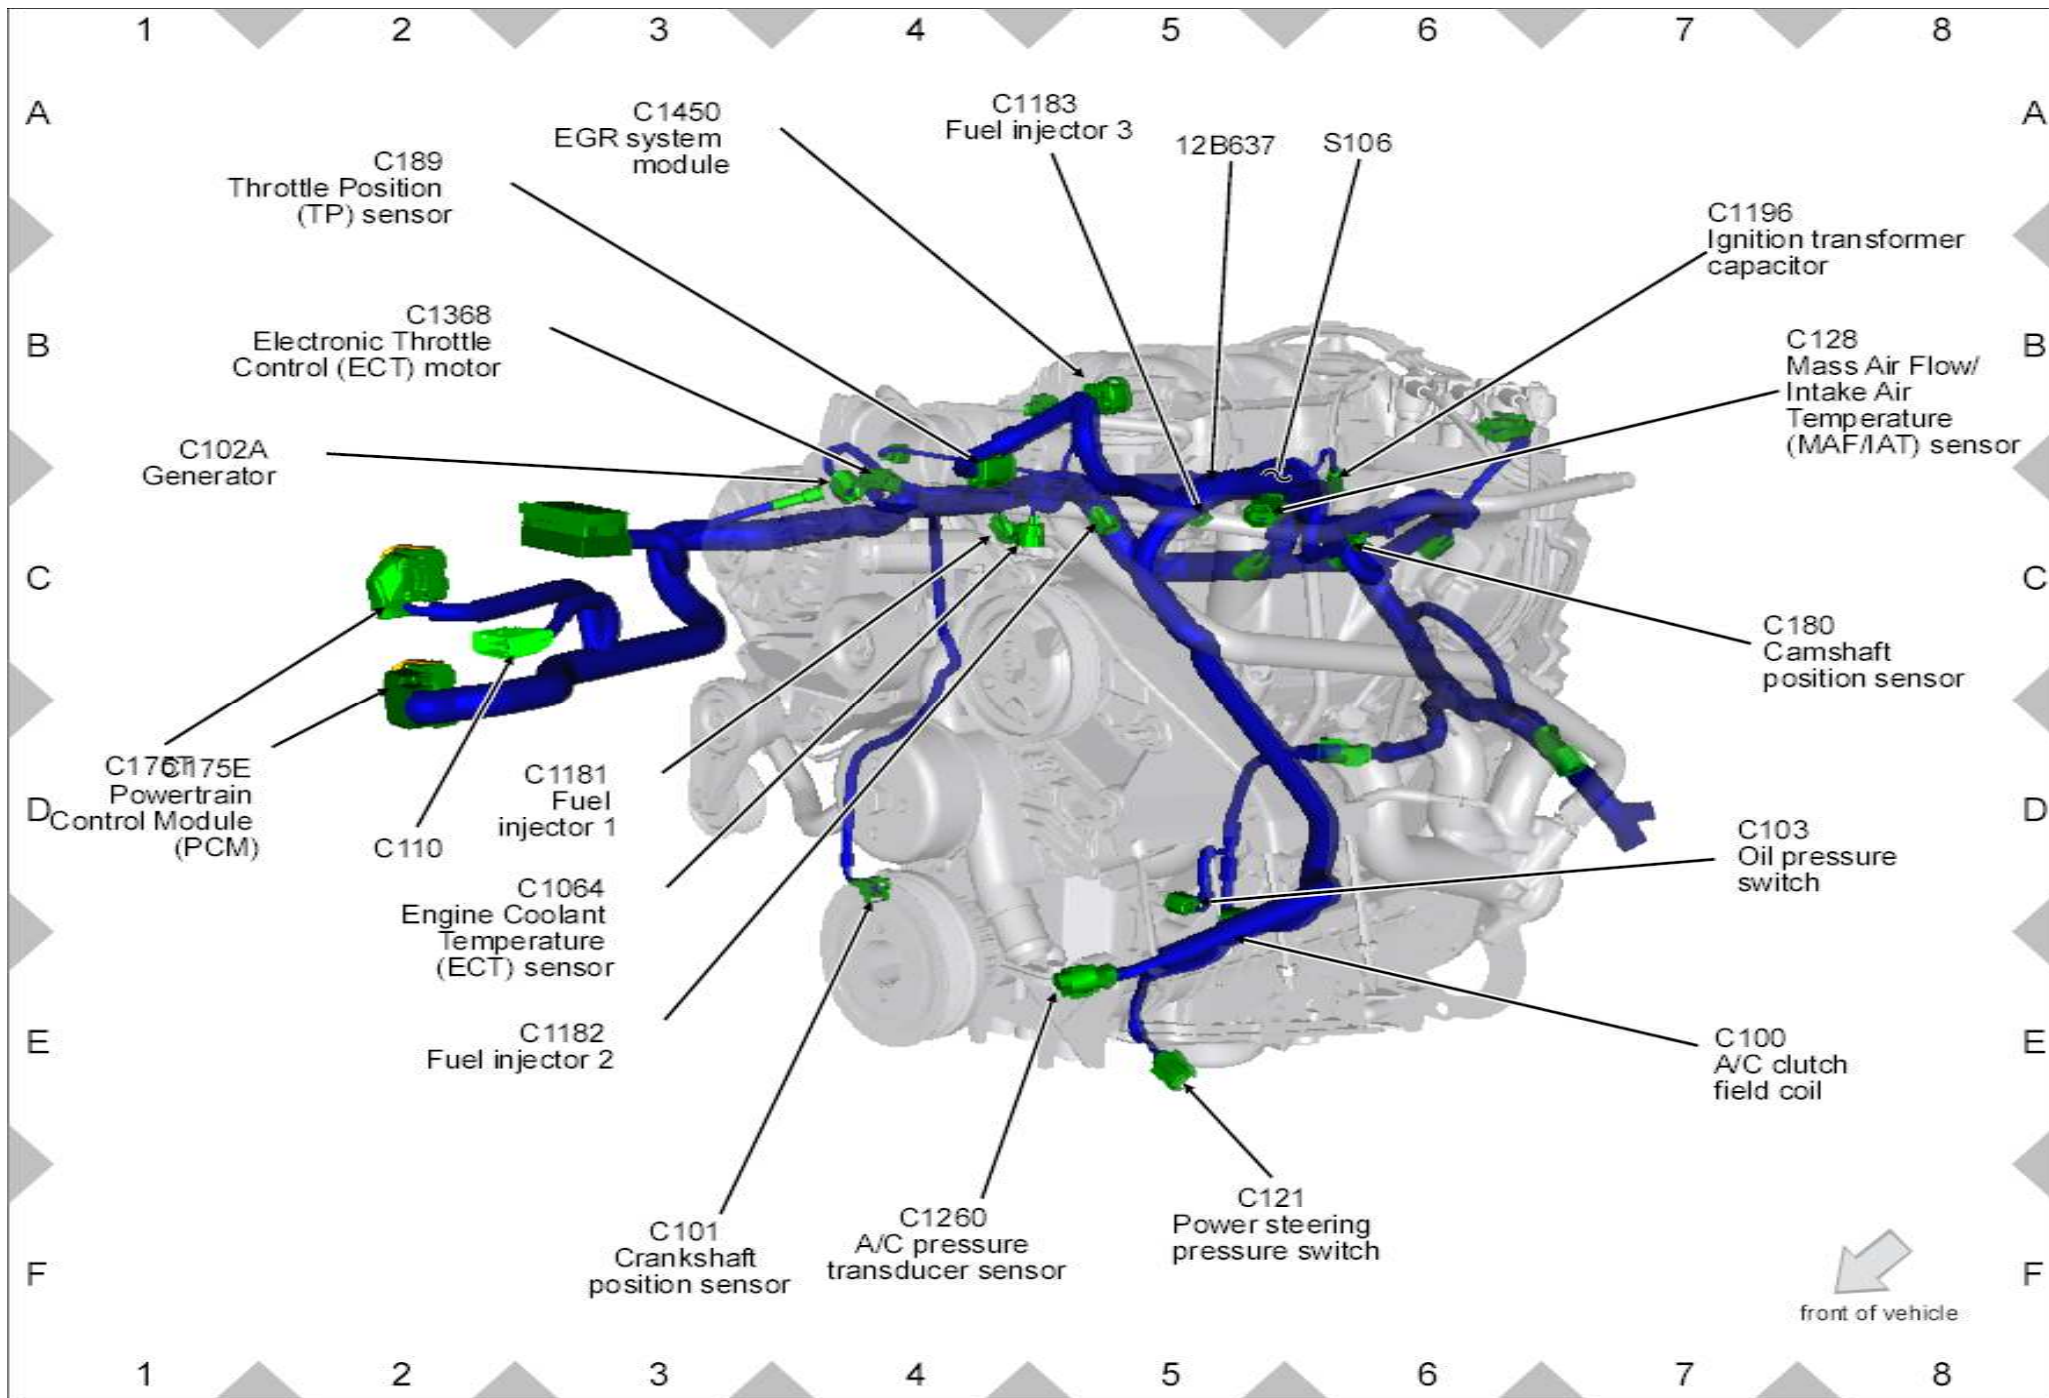 1 2 3 4 5 6 7 8
A
A
C1450
EGR system
module
C1183
Fuel injector 3
12B637
S106
C189
Throttle Position
(TP) sensor
C1196
Ignition transformer
capacitor
B
B
C1368
Electronic Throttle
Control (ECT) motor
C128
Mass Air Flow/
Intake Air
Temperature
(MAF/IAT) sensor
C102A
Generator
C
C
C180
Camshaft
position sensor
C175T
C175E
Powertrain
Control Module
(PCM)
C110
C1181
Fuel
injector 1
D
D
C103
Oil pressure
switch
C1064
Engine Coolant
Temperature
(ECT) sensor
C1182
Fuel injector 2
E
E
C100
A/C clutch
field coil
C101
Crankshaft
position sensor
C1260
A/C pressure
transducer sensor
C121
Power steering
pressure switch
F
F
front of vehicle
1 2 3 4 5 6 7 8